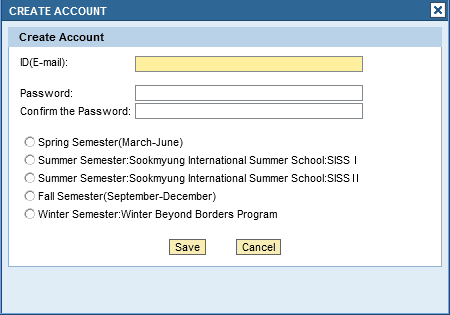 CREATE ACCOUNT
Create Account
ID(E-mail):
Password:
Confirm the Password:
Spring Semester(March-June)
Summer Semester:Sookmyung International Summer School:SISS I
Summer Semester:Sookmyung International Summer School:SISS II
Fall Semester(September-December)
Winter Semester:Winter Beyond Borders Program
Save Cancel